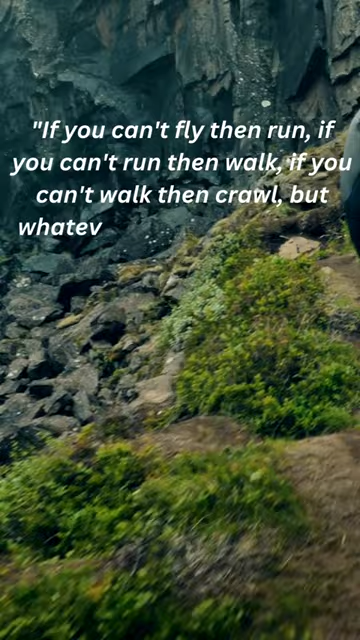 "If you can't fly then run, if
you can't run then walk, if you
can't walk then crawl, but
whatev